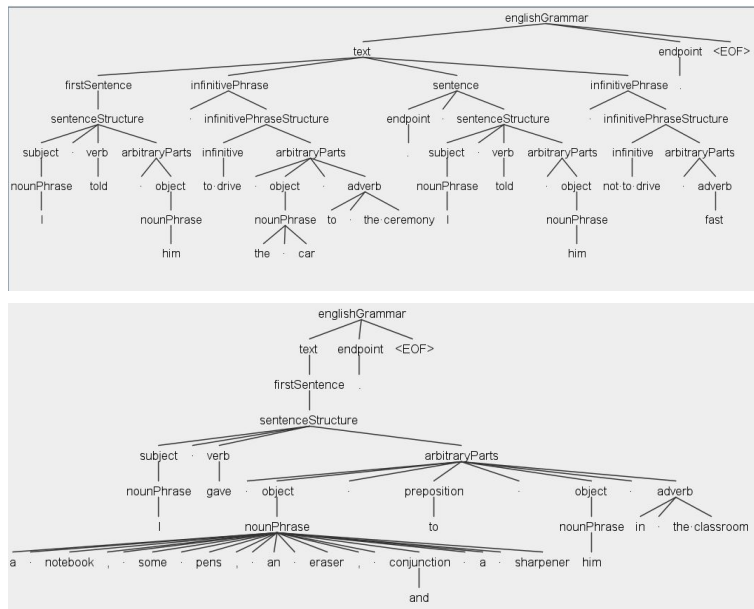 englishGrammar
text endpoint <EOF>
firstSentence infinitivePhrase sentence infinitivePhrase .
sentenceStructure · infinitivePhraseStructure endpoint · sentenceStructure · infinitivePhraseStructure
subject · verb arbitraryParts infinitive arbitraryParts . subject · verb arbitraryParts infinitive arbitraryParts
nounPhrase told · object to·drive · object · adverb nounPhrase told · object not·to·drive · adverb
I nounPhrase nounPhrase to · the·ceremony I nounPhrase fast
him the · car him
englishGrammar
text endpoint <EOF>
firstSentence .
sentenceStructure
subject · verb arbitraryParts
nounPhrase gave · object · preposition · object · adverb
I nounPhrase to nounPhrase in · the·classroom
a · notebook , · some · pens , · an · eraser , · conjunction · a · sharpener him
and